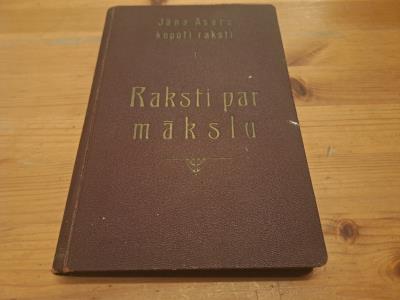 Jāņa Asara
kopoti raksti
I
Raksti par
mākslu